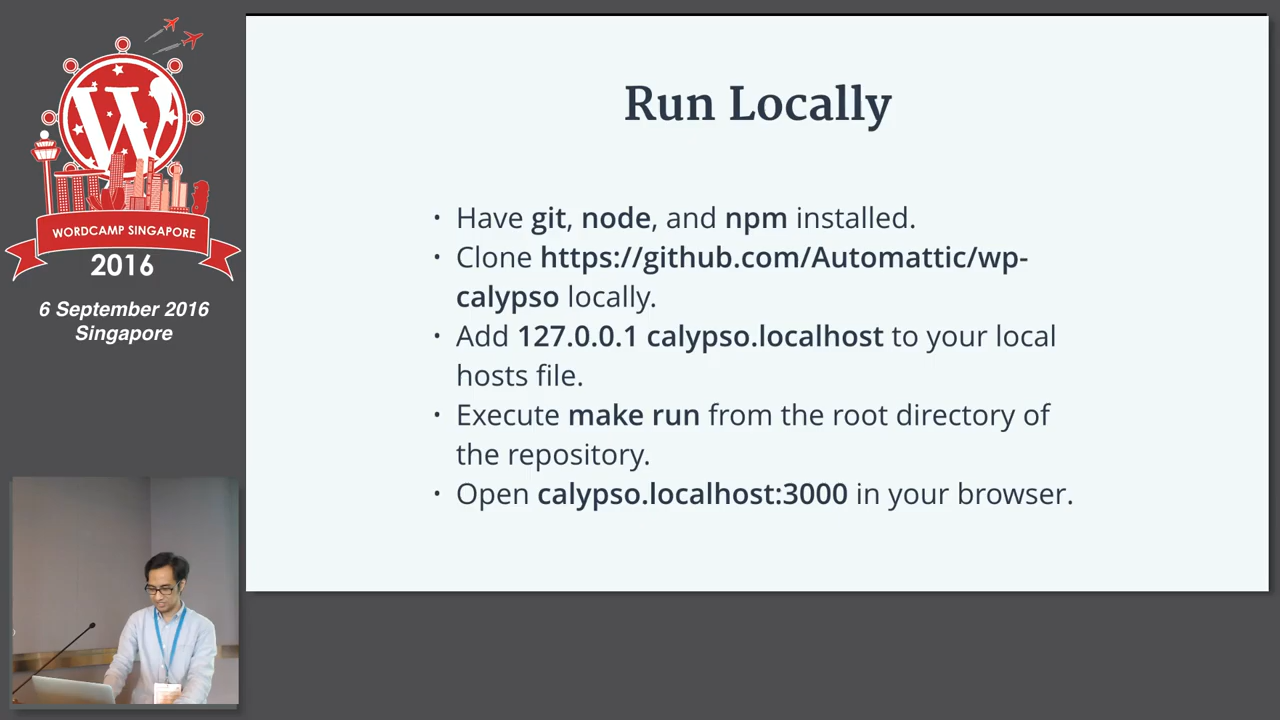 WORDCAMP SINGAPORE
2016
6 September 2016
Singapore
Run Locally
• Have git, node, and npm installed.
• Clone https://github.com/Automattic/wp-
calypso locally.
• Add 127.0.0.1 calypso.localhost to your local
hosts file.
• Execute make run from the root directory of
the repository.
• Open calypso.localhost:3000 in your browser.